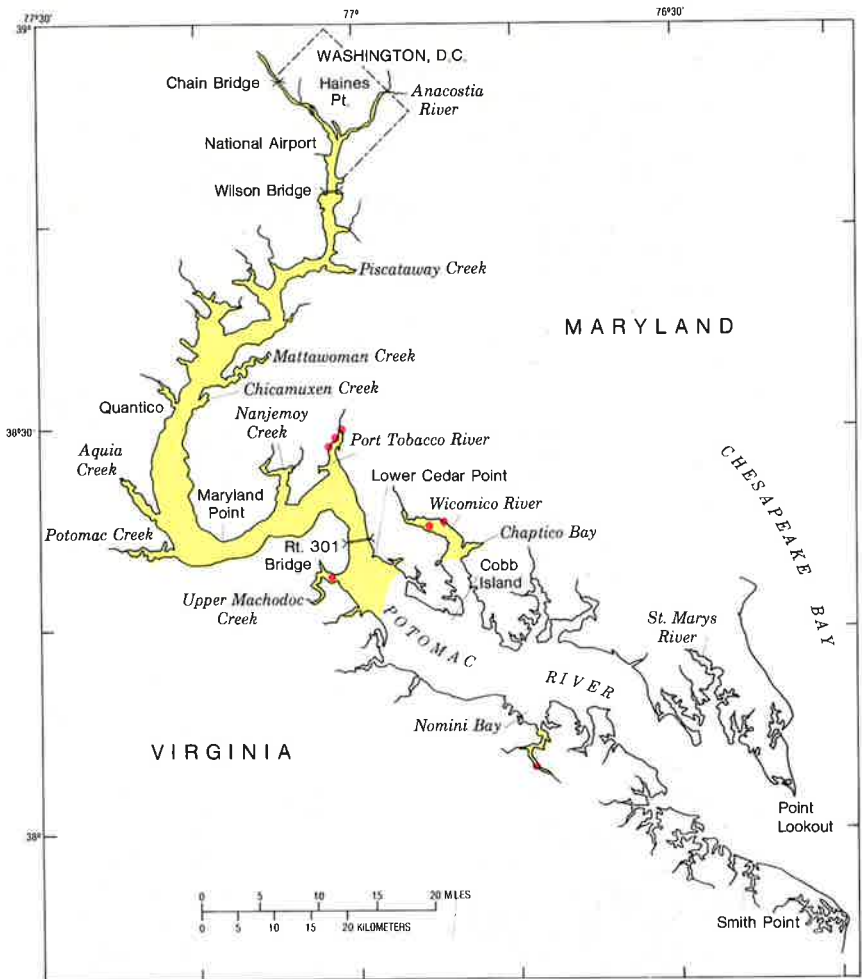 77°30'
77°
76°30'
39°
WASHINGTON, D.C.
Chain Bridge
Haines
Pt.
Anacostia
River
National Airport
Wilson Bridge
Piscataway Creek
MARYLAND
Mattawoman Creek
Chicamuxen Creek
Quantico
Nanjemoy
Creek
38°30'
Port Tobacco River
Aquia
Creek
Lower Cedar Point
Maryland
Point
Wicomico River
CHESAPEAKE BAY
Potomac Creek
Chaptico Bay
Rt. 301
Bridge
Cobb
Island
Upper Machodoc
Creek
POTOMAC
RIVER
St. Marys
River
Nomini Bay
VIRGINIA
Point
Lookout
38°
0 5 10 15 20 MILES
0 5 10 15 20 KILOMETERS
Smith Point